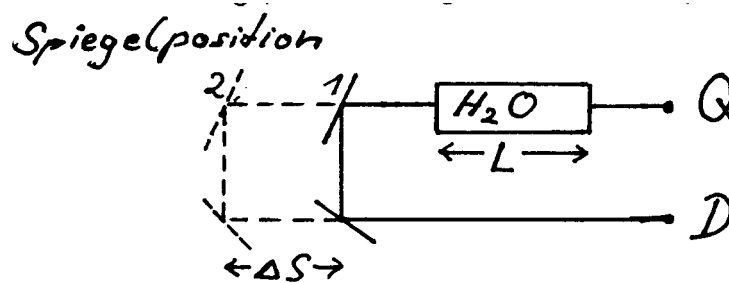 Spiegelposition
2 1 H₂O Q
L
D
ΔS